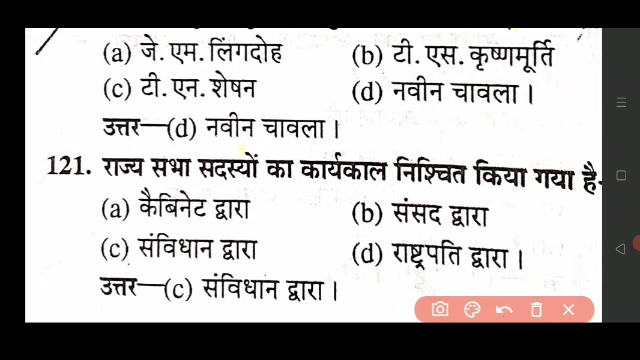 (a) जे. एम. लिंगदोह (b) टी. एस. कृष्णमूर्ति
(c) टी. एन. शेषन (d) नवीन चावला।
उत्तर—(d) नवीन चावला।
121. राज्य सभा सदस्यों का कार्यकाल निश्चित किया गया है-
(a) कैबिनेट द्वारा (b) संसद द्वारा
(c) संविधान द्वारा (d) राष्ट्रपति द्वारा।
उत्तर—(c) संविधान द्वारा।